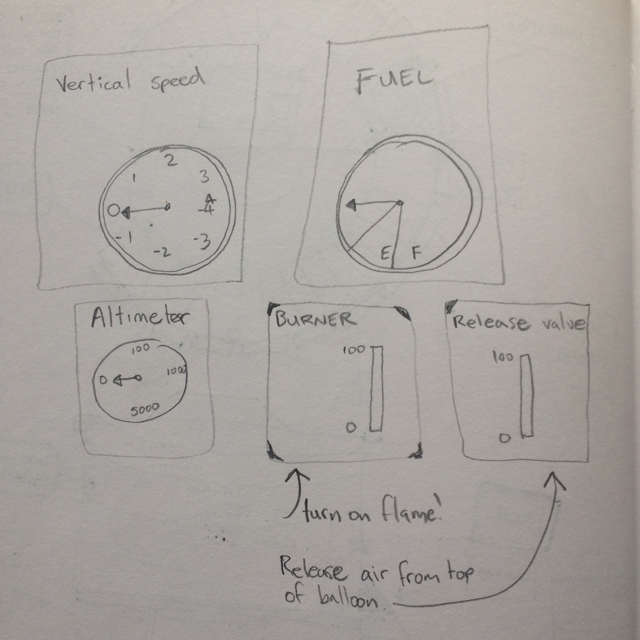 Vertical speed
2
1 3
0 4
-1 -3
-2
FUEL
E F
Altimeter
100
0 1000
5000
BURNER
100
0
Release valve
100
0
turn on flame!
Release air from top
of balloon.